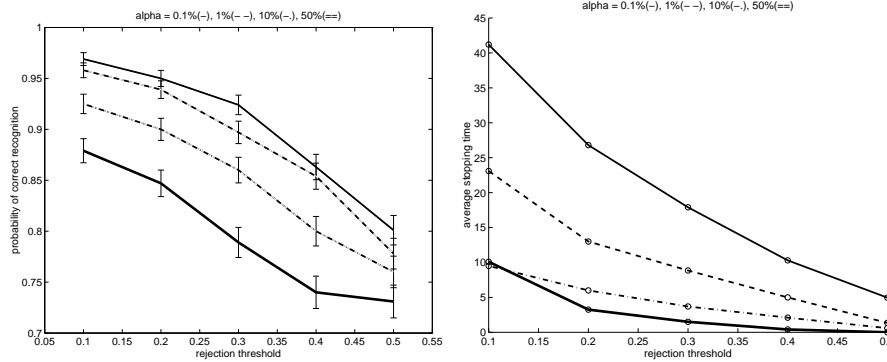 alpha = 0.1%(−), 1%(− −), 10%(−.), 50%(==)
1
0.95
0.9
0.85
0.8
0.75
0.7
probability of correct recognition
0.05 0.1 0.15 0.2 0.25 0.3 0.35 0.4 0.45 0.5 0.55
rejection threshold
alpha = 0.1%(−), 1%(− −), 10%(−.), 50%(==)
45
40
35
30
25
20
15
10
5
0
average stopping time
0.1 0.15 0.2 0.25 0.3 0.35 0.4 0.45
rejection threshold